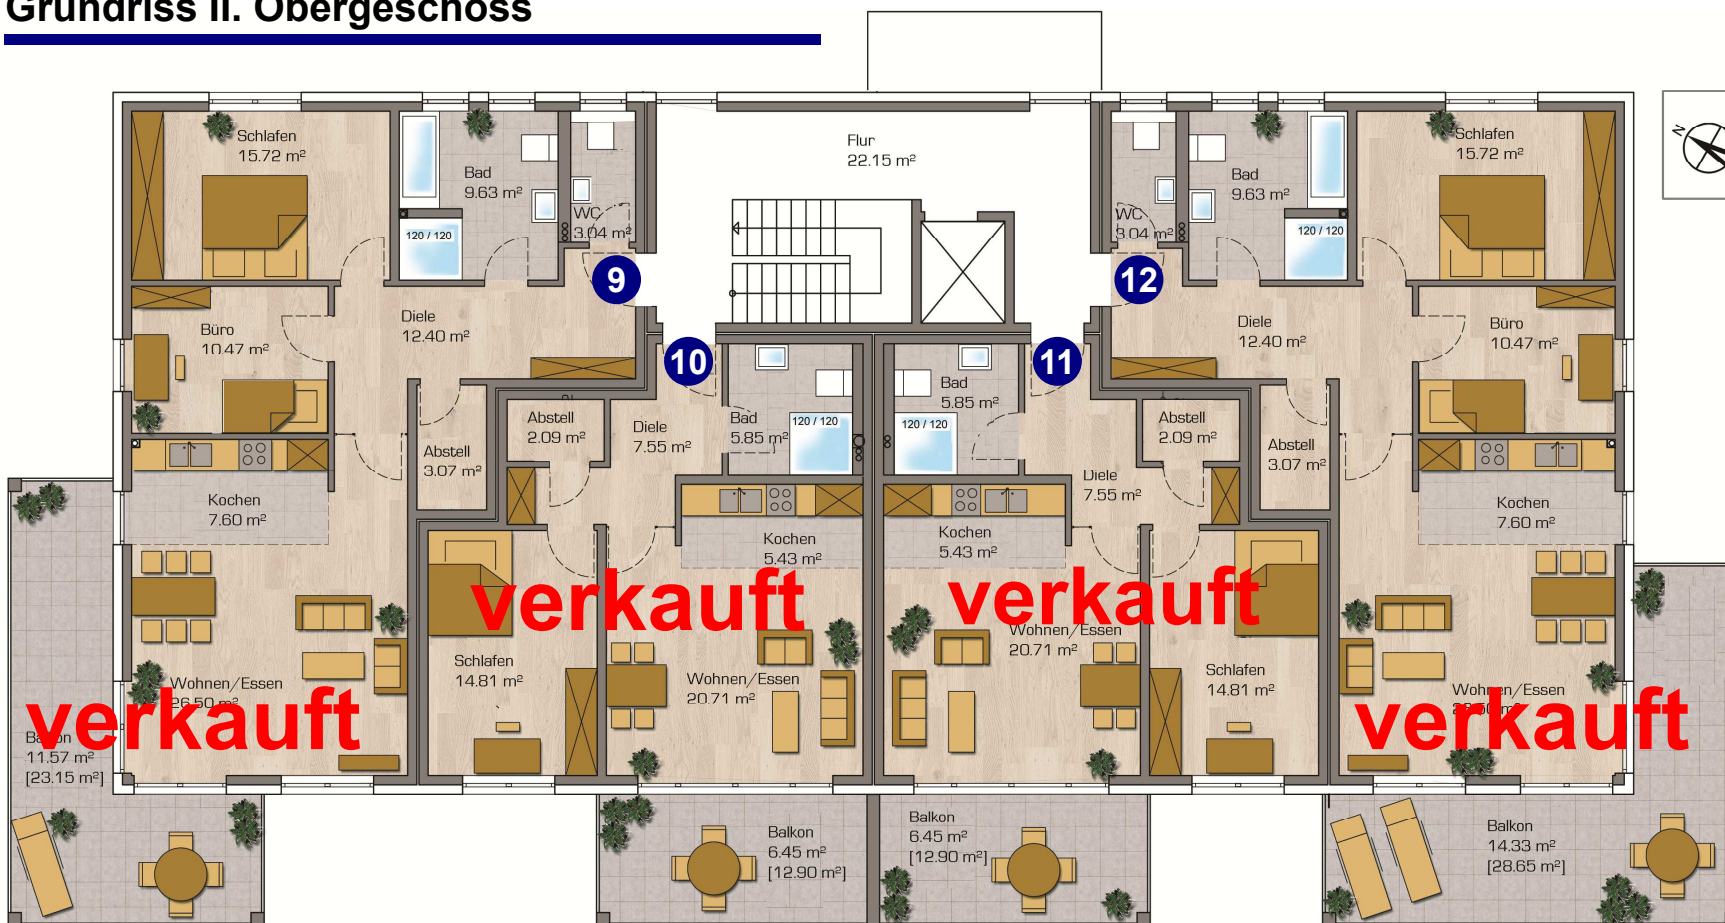 Grundriss II. Obergeschoss
N
Schlafen
15.72 m²
Bad
9.63 m²
120 / 120
WC
3.04 m²
Flur
22.15 m²
WC
3.04 m²
Bad
9.63 m²
120 / 120
Schlafen
15.72 m²
9
12
Büro
10.47 m²
Diele
12.40 m²
10
11
Diele
12.40 m²
Büro
10.47 m²
Abstell
3.07 m²
Abstell
2.09 m²
Diele
7.55 m²
Bad
5.85 m²
120 / 120
Bad
5.85 m²
120 / 120
Diele
7.55 m²
Abstell
2.09 m²
Abstell
3.07 m²
Kochen
7.60 m²
Kochen
5.43 m²
Kochen
5.43 m²
Kochen
7.60 m²
verkauft
verkauft
Wohnen/Essen
26.50 m²
Schlafen
14.81 m²
Wohnen/Essen
20.71 m²
Wohnen/Essen
20.71 m²
Schlafen
14.81 m²
Wohnen/Essen
verkauft
verkauft
Balkon
11.57 m²
[23.15 m²]
Balkon
6.45 m²
[12.90 m²]
Balkon
6.45 m²
[12.90 m²]
Balkon
14.33 m²
[28.65 m²]